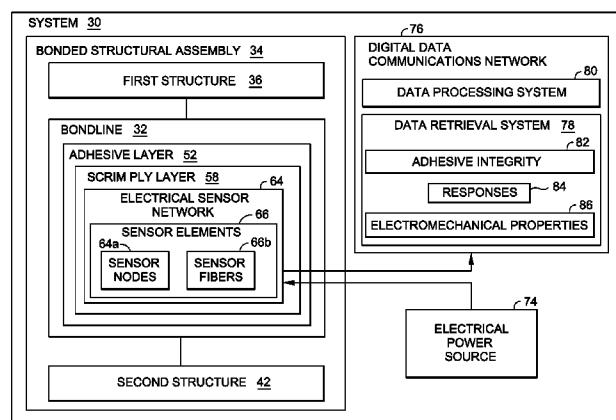 SYSTEM 30
BONDED STRUCTURAL ASSEMBLY 34
FIRST STRUCTURE 36
BONDLINE 32
ADHESIVE LAYER 52
SCRIM PLY LAYER 58
64
ELECTRICAL SENSOR
NETWORK
66
SENSOR ELEMENTS
64a
66b
SENSOR
NODES
SENSOR
FIBERS
SECOND STRUCTURE 42
76
DIGITAL DATA
COMMUNICATIONS NETWORK
80
DATA PROCESSING SYSTEM
DATA RETRIEVAL SYSTEM 78
82
ADHESIVE INTEGRITY
RESPONSES
84
86
ELECTROMECHANICAL PROPERTIES
74
ELECTRICAL
POWER
SOURCE